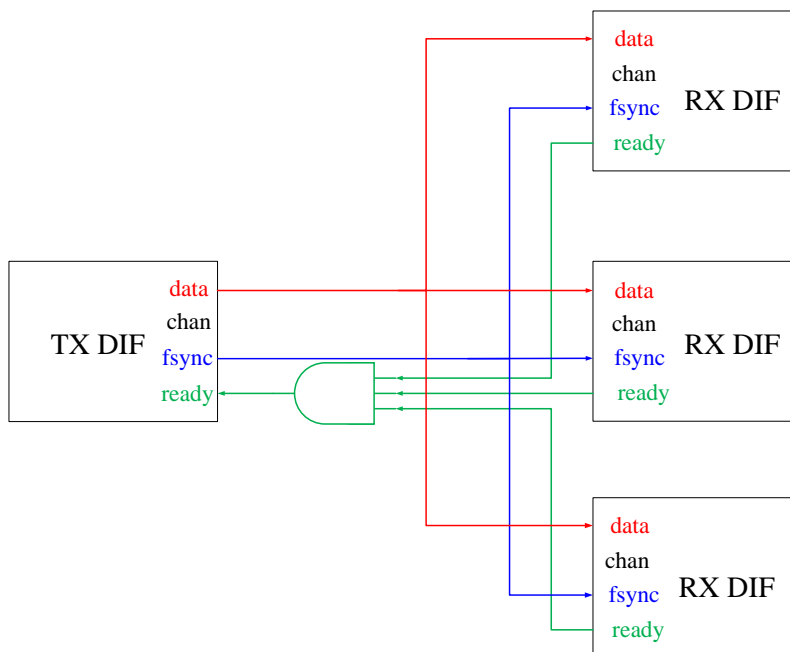 data
chan
fsync
ready
RX DIF
TX DIF
data
chan
fsync
ready
data
chan
fsync
ready
RX DIF
data
chan
fsync
ready
RX DIF